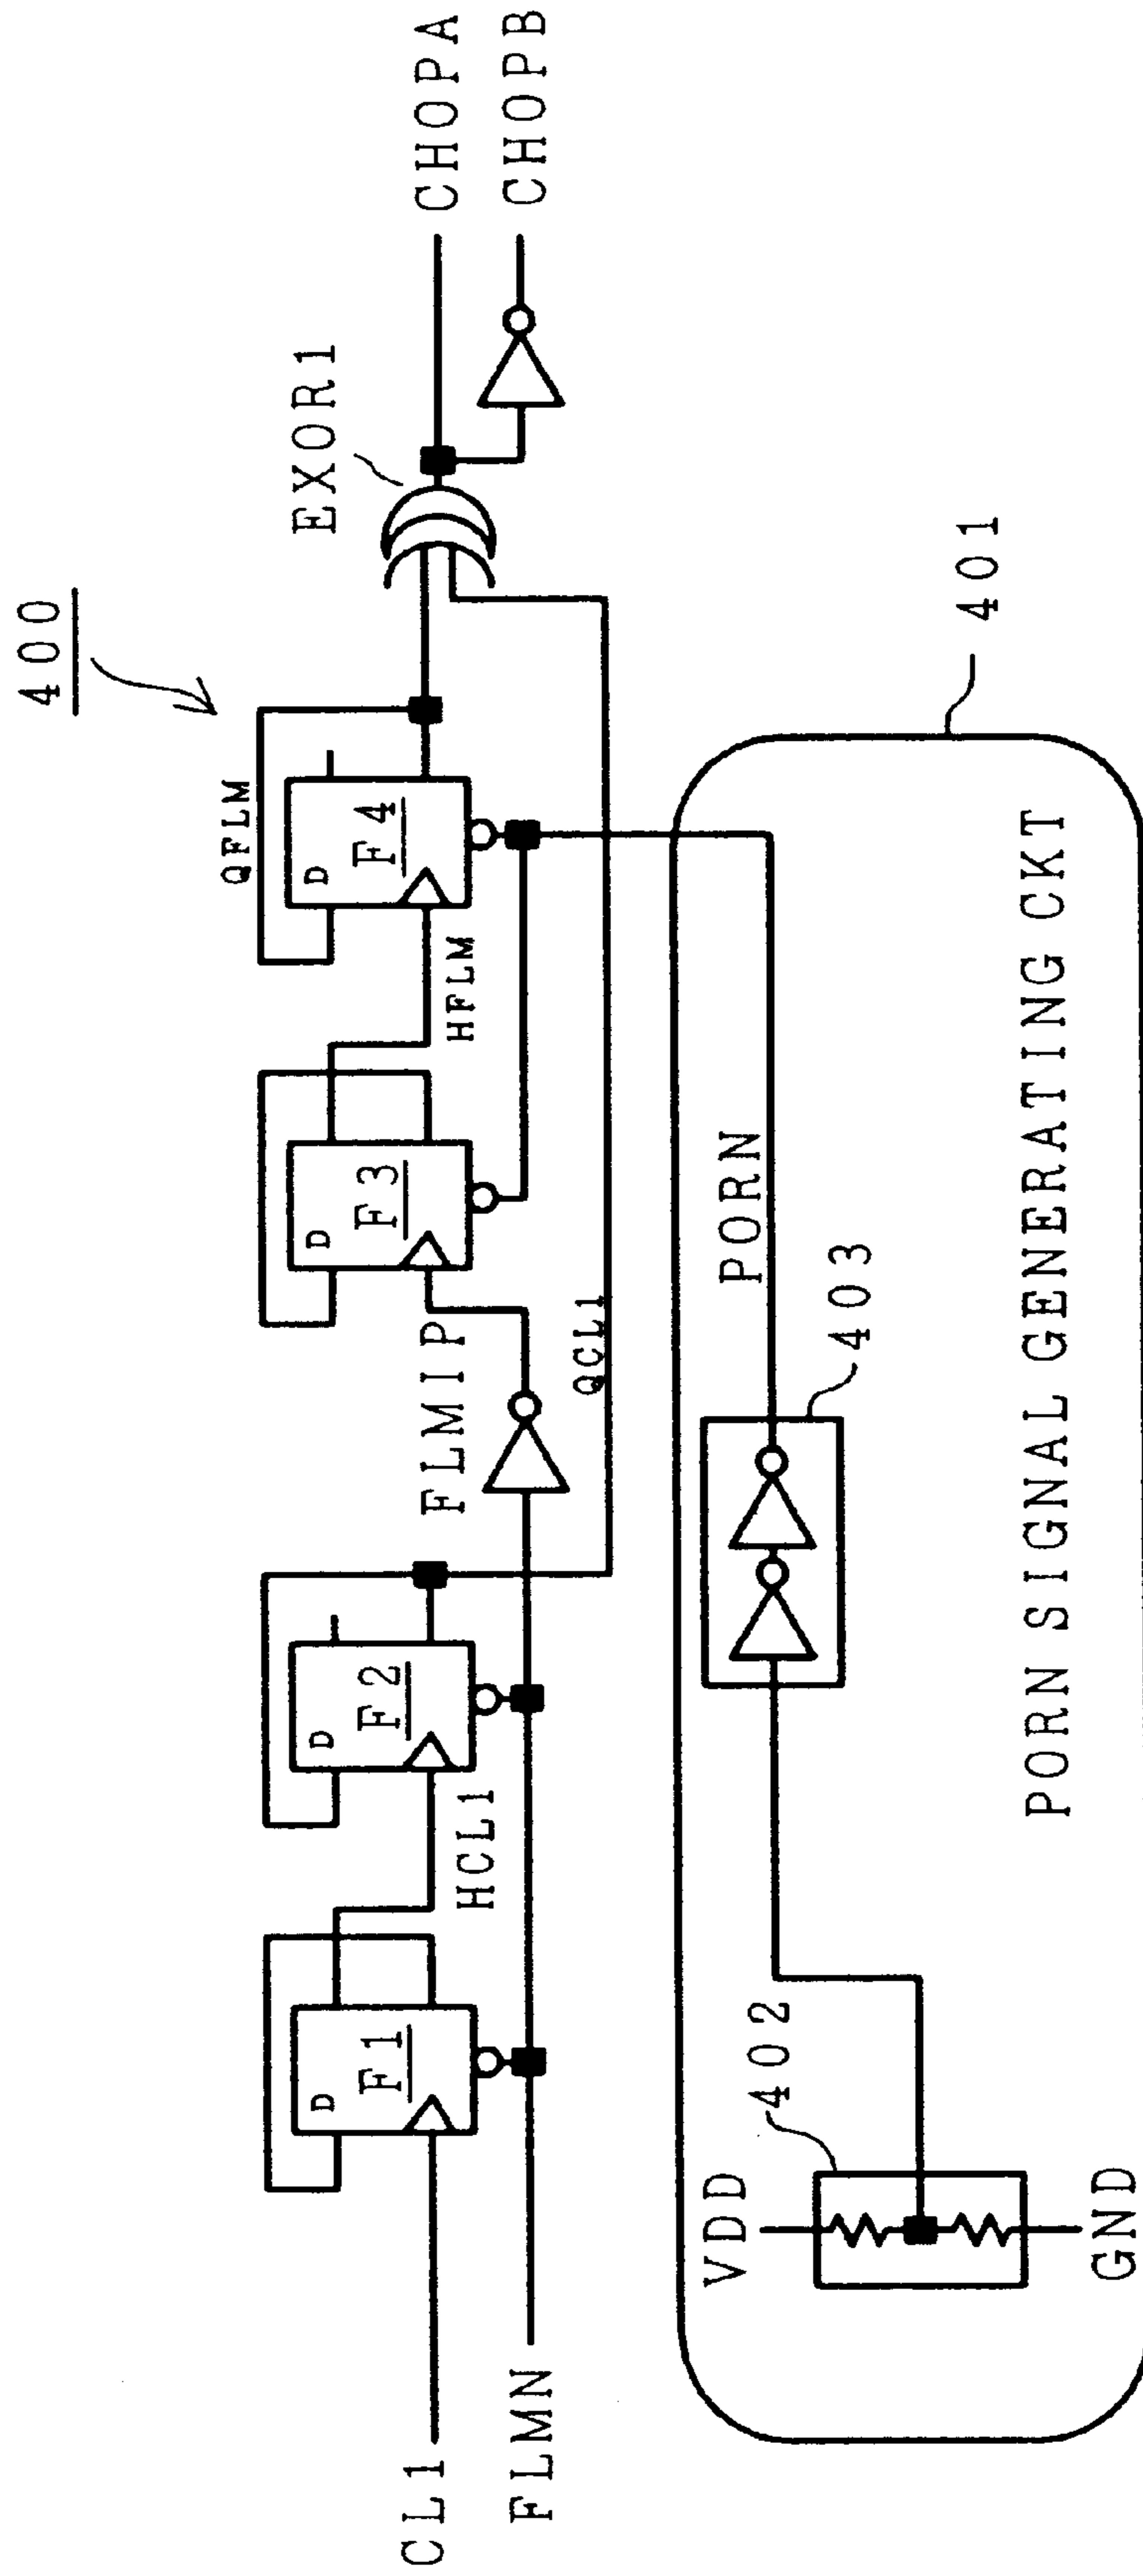 400
EXOR1
CHOPA
CHOPB
QFLM
D
F1
D
F2
D
F3
D
F4
HCL1
FLMIP
HFLM
QCL1
CL1
FLMN
PORN
401
402
403
VDD
GND
PORN SIGNAL GENERATING CKT